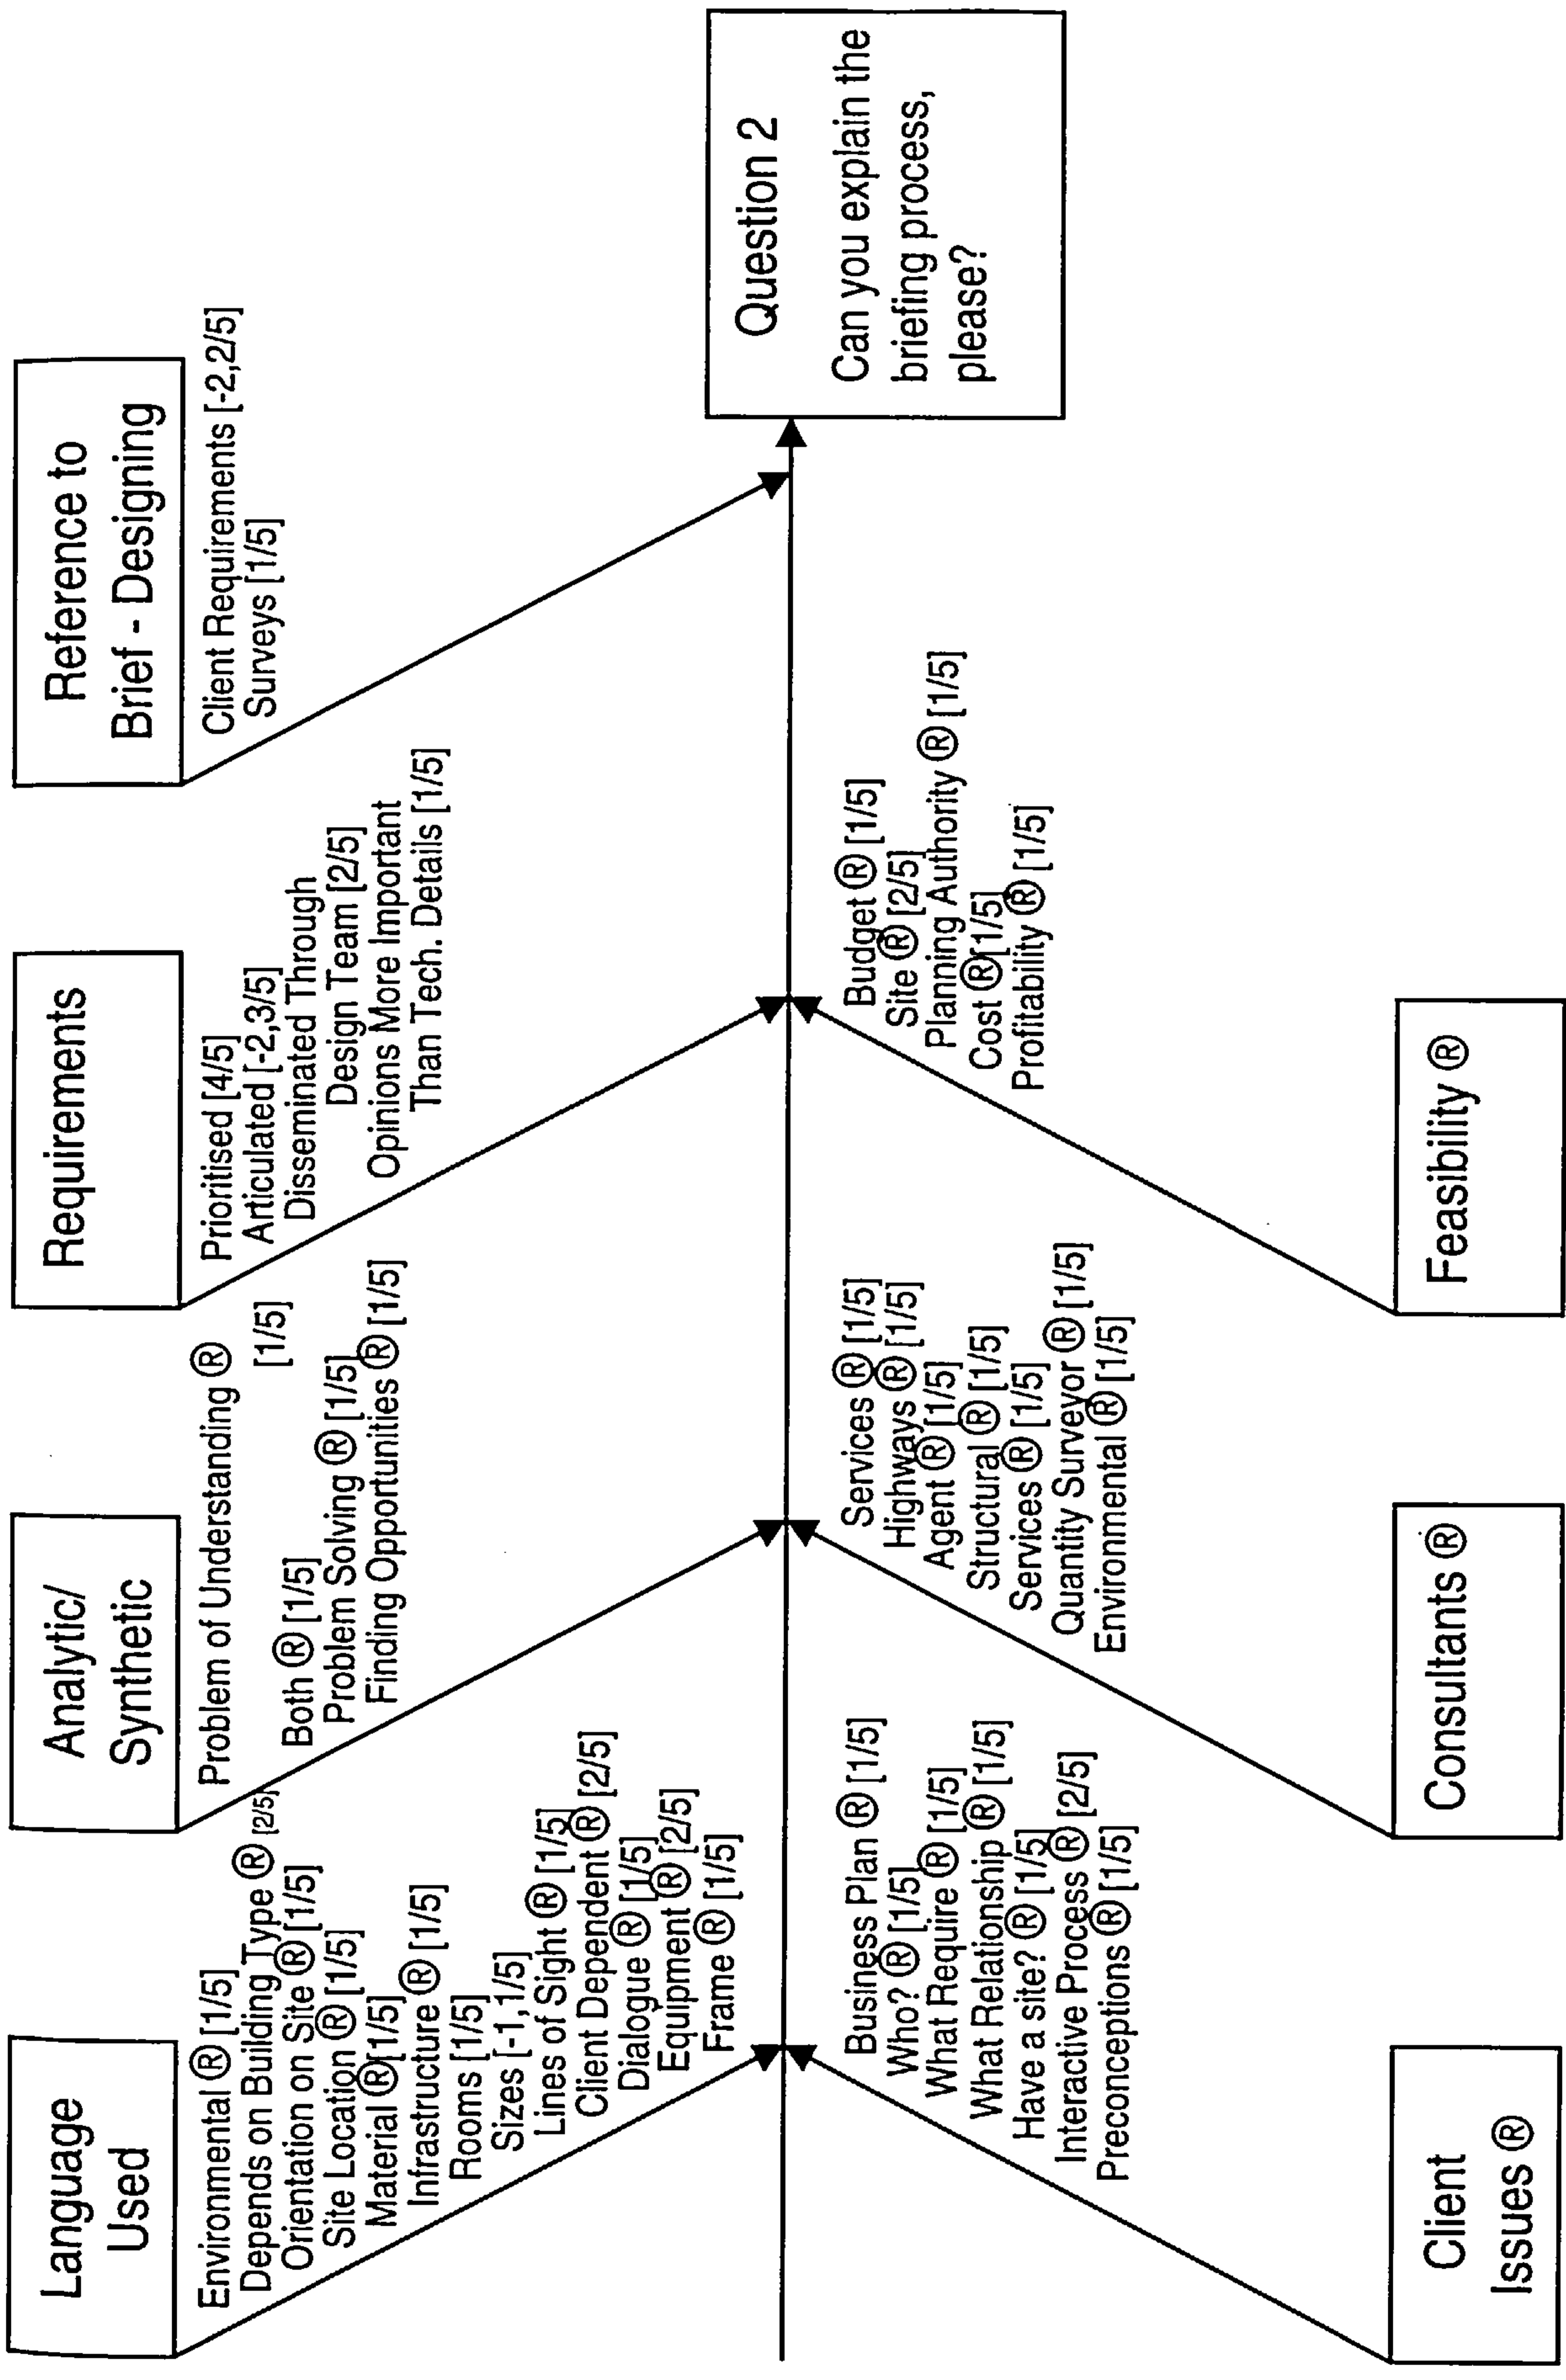 Language
Used
Environmental ® [1/5]
Depends on Building Type ® [2/5]
Orientation on Site ® [1/5]
Site Location ® [1/5]
Material ® [1/5]
Infrastructure ® [1/5]
Rooms [1/5]
Sizes [-1,1/5]
Lines of Sight ® [1/5]
Client Dependent ® [2/5]
Dialogue ® [1/5]
Equipment ® [2/5]
Frame ® [1/5]
Analytic/
Synthetic
Problem of Understanding ®
[1/5]
Both ® [1/5]
Problem Solving ® [1/5]
Finding Opportunities ® [1/5]
Requirements
Prioritised [4/5]
Articulated [-2,3/5]
Disseminated Through
Design Team [2/5]
Opinions More Important
Than Tech. Details [1/5]
Reference to
Brief - Designing
Client Requirements [-2,2/5]
Surveys [1/5]
Question 2
Can you explain the
briefing process,
please?
Business Plan ® [1/5]
Who? ® [1/5]
What Require ® [1/5]
What Relationship ® [1/5]
Have a site? ® [1/5]
Interactive Process ® [2/5]
Preconceptions ® [1/5]
Client
Issues ®
Services ® [1/5]
Highways ® [1/5]
Agent ® [1/5]
Structural ® [1/5]
Services ® [1/5]
Quantity Surveyor ® [1/5]
Environmental ® [1/5]
Consultants ®
Budget ® [1/5]
Site ® [2/5]
Planning Authority ® [1/5]
Cost ® [1/5]
Profitability ® [1/5]
Feasibility ®